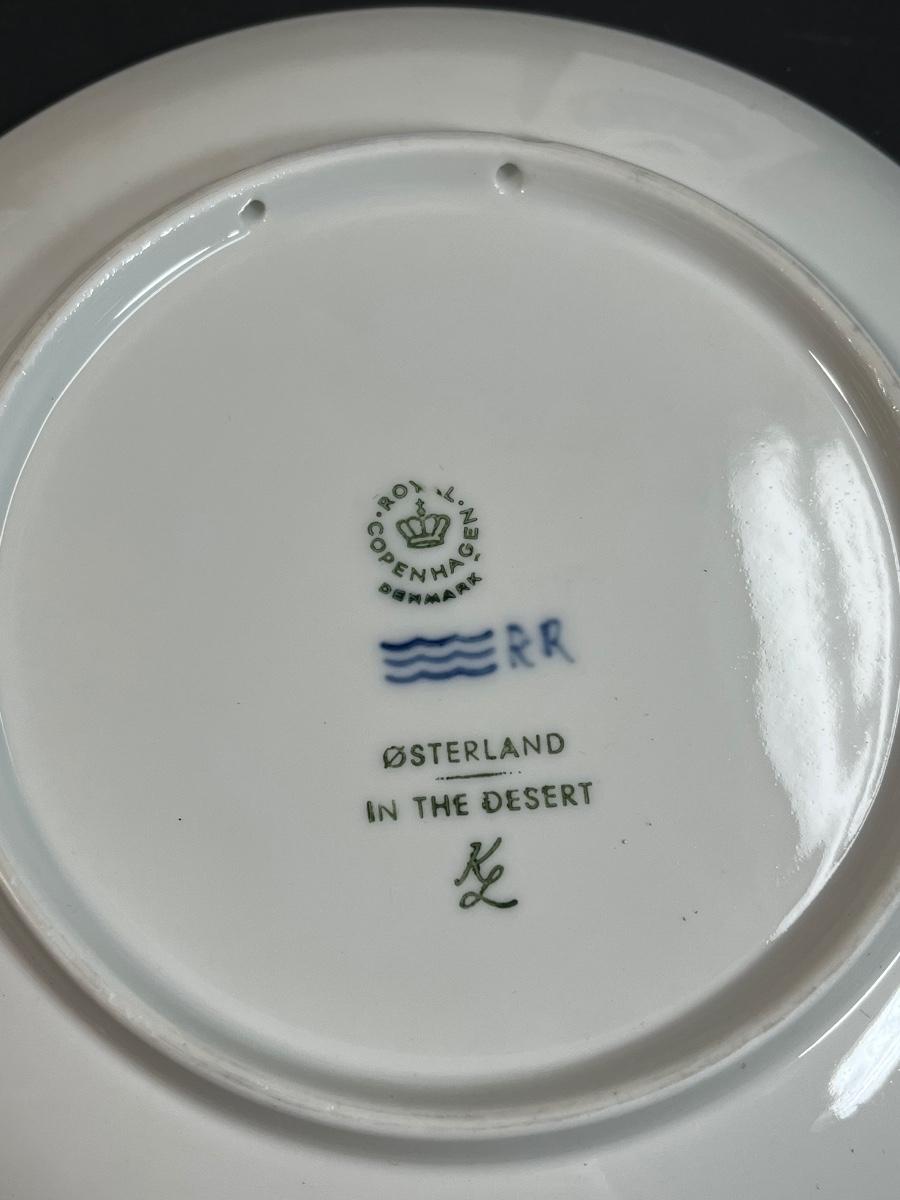 ROYAL
COPENHAGEN
DENMARK
RR
ØSTERLAND
IN THE DESERT
KL